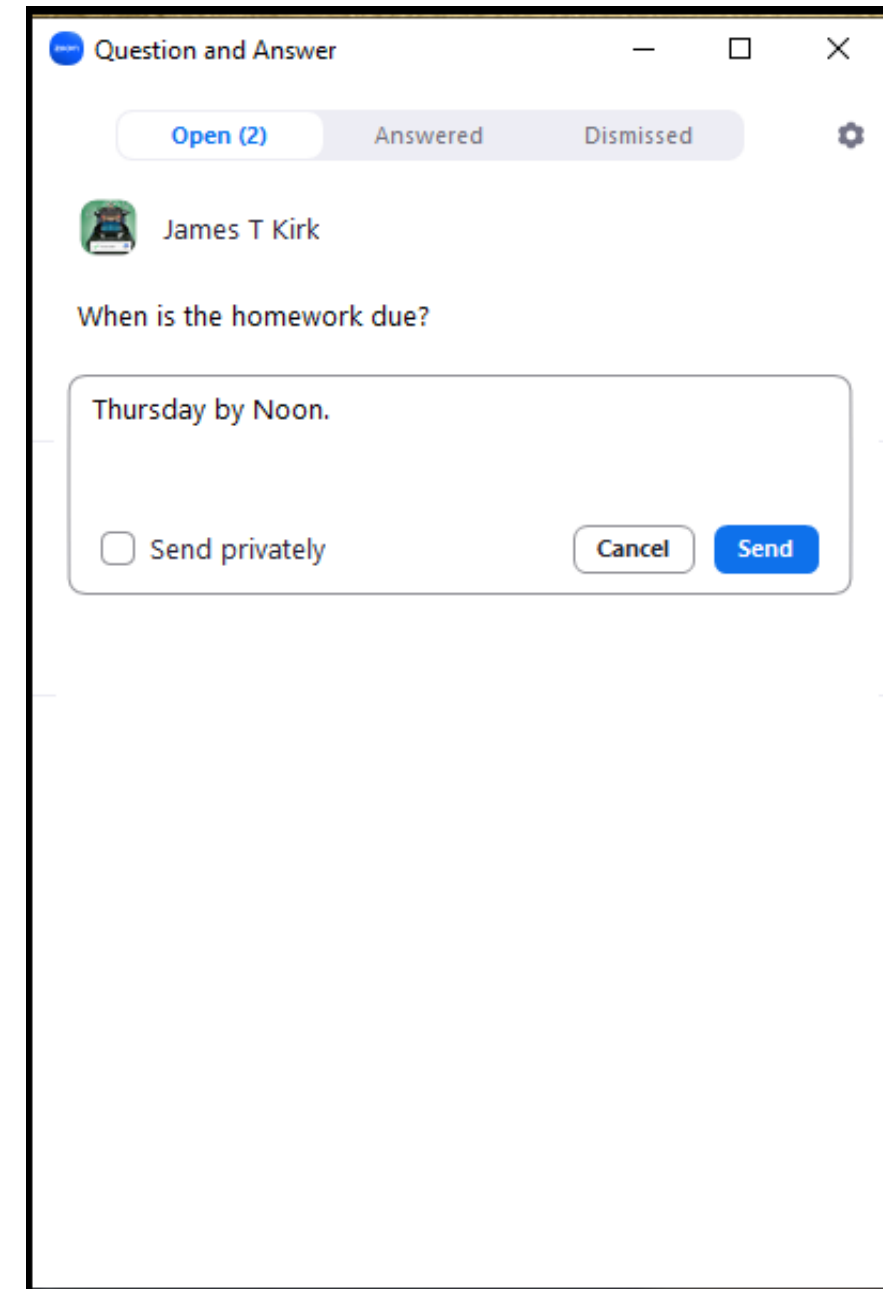 zoom
Question and Answer
Open (2)
Answered
Dismissed
James T Kirk
When is the homework due?
Thursday by Noon.
Send privately
Cancel
Send